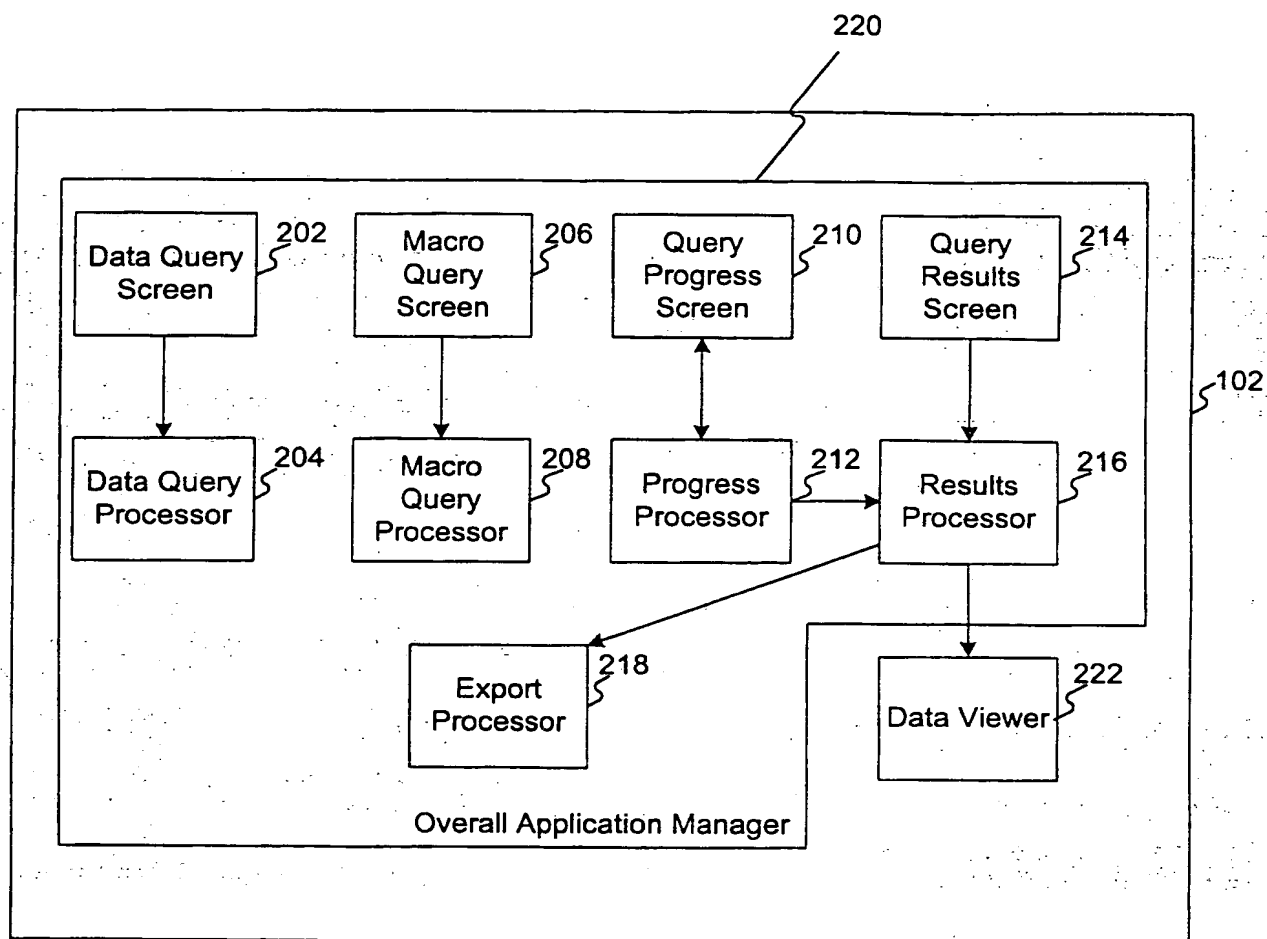 220
Data Query
Screen
202
Macro
Query
Screen
206
Query
Progress
Screen
210
Query
Results
Screen
214
102
Data Query
Processor
204
Macro
Query
Processor
208
Progress
Processor
212
Results
Processor
216
Export
Processor
218
Data Viewer
222
Overall Application Manager